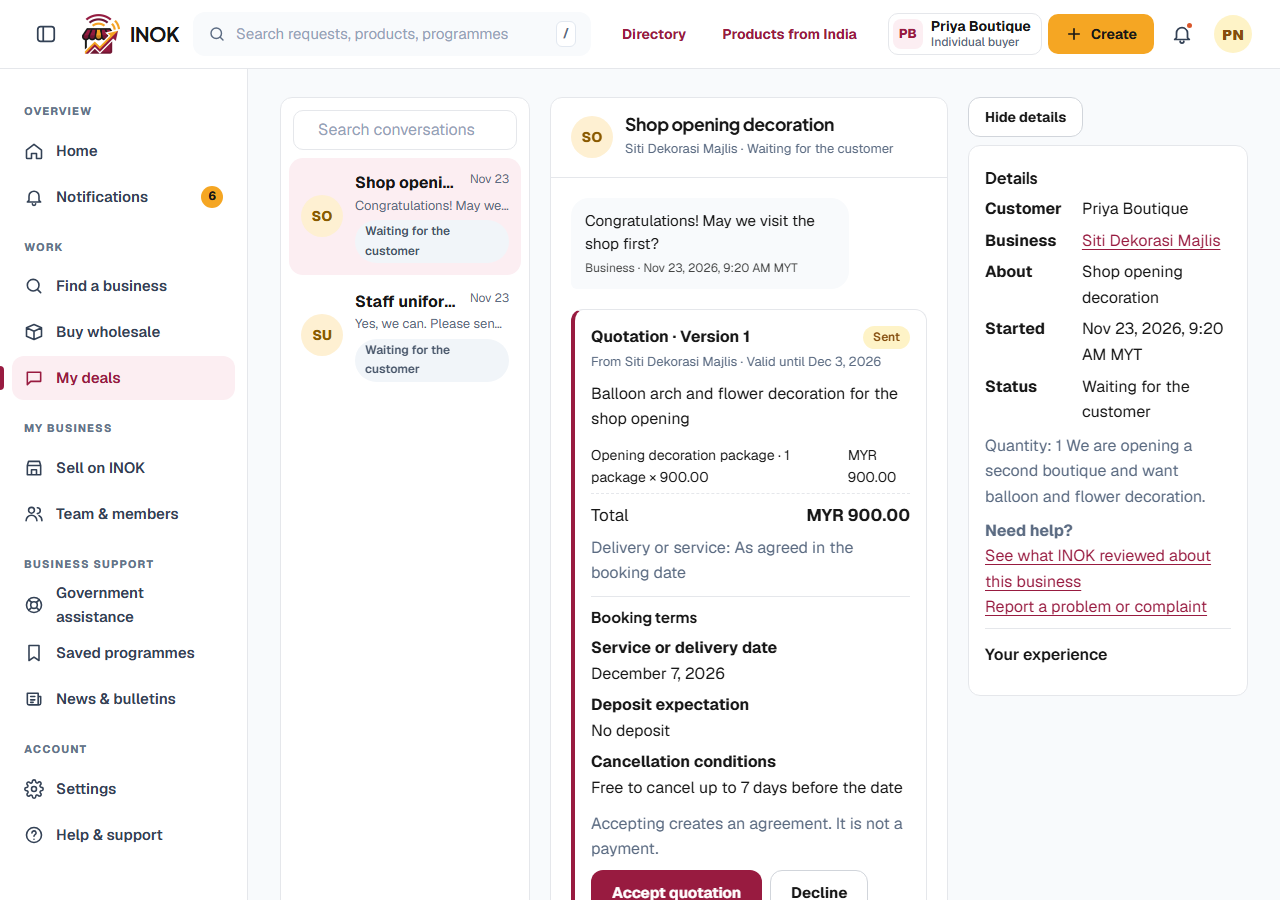 INOK
Search requests, products, programmes
/
Directory
Products from India
PB
Priya Boutique
Individual buyer
Create
PN
OVERVIEW
Home
Notifications
6
WORK
Find a business
Buy wholesale
My deals
MY BUSINESS
Sell on INOK
Team & members
BUSINESS SUPPORT
Government
assistance
Saved programmes
News & bulletins
ACCOUNT
Settings
Help & support
Search conversations
SO
Shop openi...
Nov 23
Congratulations! May we...
Waiting for the
customer
SU
Staff unifor...
Nov 23
Yes, we can. Please sen...
Waiting for the
customer
SO
Shop opening decoration
Siti Dekorasi Majlis · Waiting for the customer
Congratulations! May we visit the
shop first?
Business · Nov 23, 2026, 9:20 AM MYT
Quotation · Version 1
Sent
From Siti Dekorasi Majlis · Valid until Dec 3, 2026
Balloon arch and flower decoration for the
shop opening
Opening decoration package · 1
package × 900.00
MYR
900.00
Total
MYR 900.00
Delivery or service: As agreed in the
booking date
Booking terms
Service or delivery date
December 7, 2026
Deposit expectation
No deposit
Cancellation conditions
Free to cancel up to 7 days before the date
Accepting creates an agreement. It is not a
payment.
Accept quotation
Decline
Hide details
Details
Customer
Priya Boutique
Business
Siti Dekorasi Majlis
About
Shop opening
decoration
Started
Nov 23, 2026, 9:20
AM MYT
Status
Waiting for the
customer
Quantity: 1 We are opening a
second boutique and want
balloon and flower decoration.
Need help?
See what INOK reviewed about
this business
Report a problem or complaint
Your experience